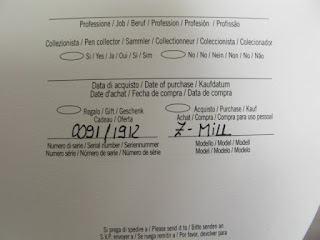 Professione / Job / Beruf / Profession / Profesión / Profissão
Collezionista / Pen collector / Sammler / Collectionneur / Coleccionista / Colecionador
Si / Yes / Ja / Oui / Sì / Sim No / No / Nein / Non / No / Não
Data di acquisto / Date of purchase / Kaufdatum
Date d'achat / Fecha de compra / Data de compra
Regalo / Gift / Geschenk Acquisto / Purchase / Kauf
Cadeau / Oferta Achat / Compra / Compra para uso pessoal
0091/1912 Z-MILL
Numero di serie / Serial number / Seriennummer Modello / Model / Modell
Numéro série / Número de serie / Número de série Model / Modelo / Modelo
Si prega di spedire a / Please send it to / Bitte senden an
S.V.P. envoyer a / Se ruega remitir a / Por favor, devolver para